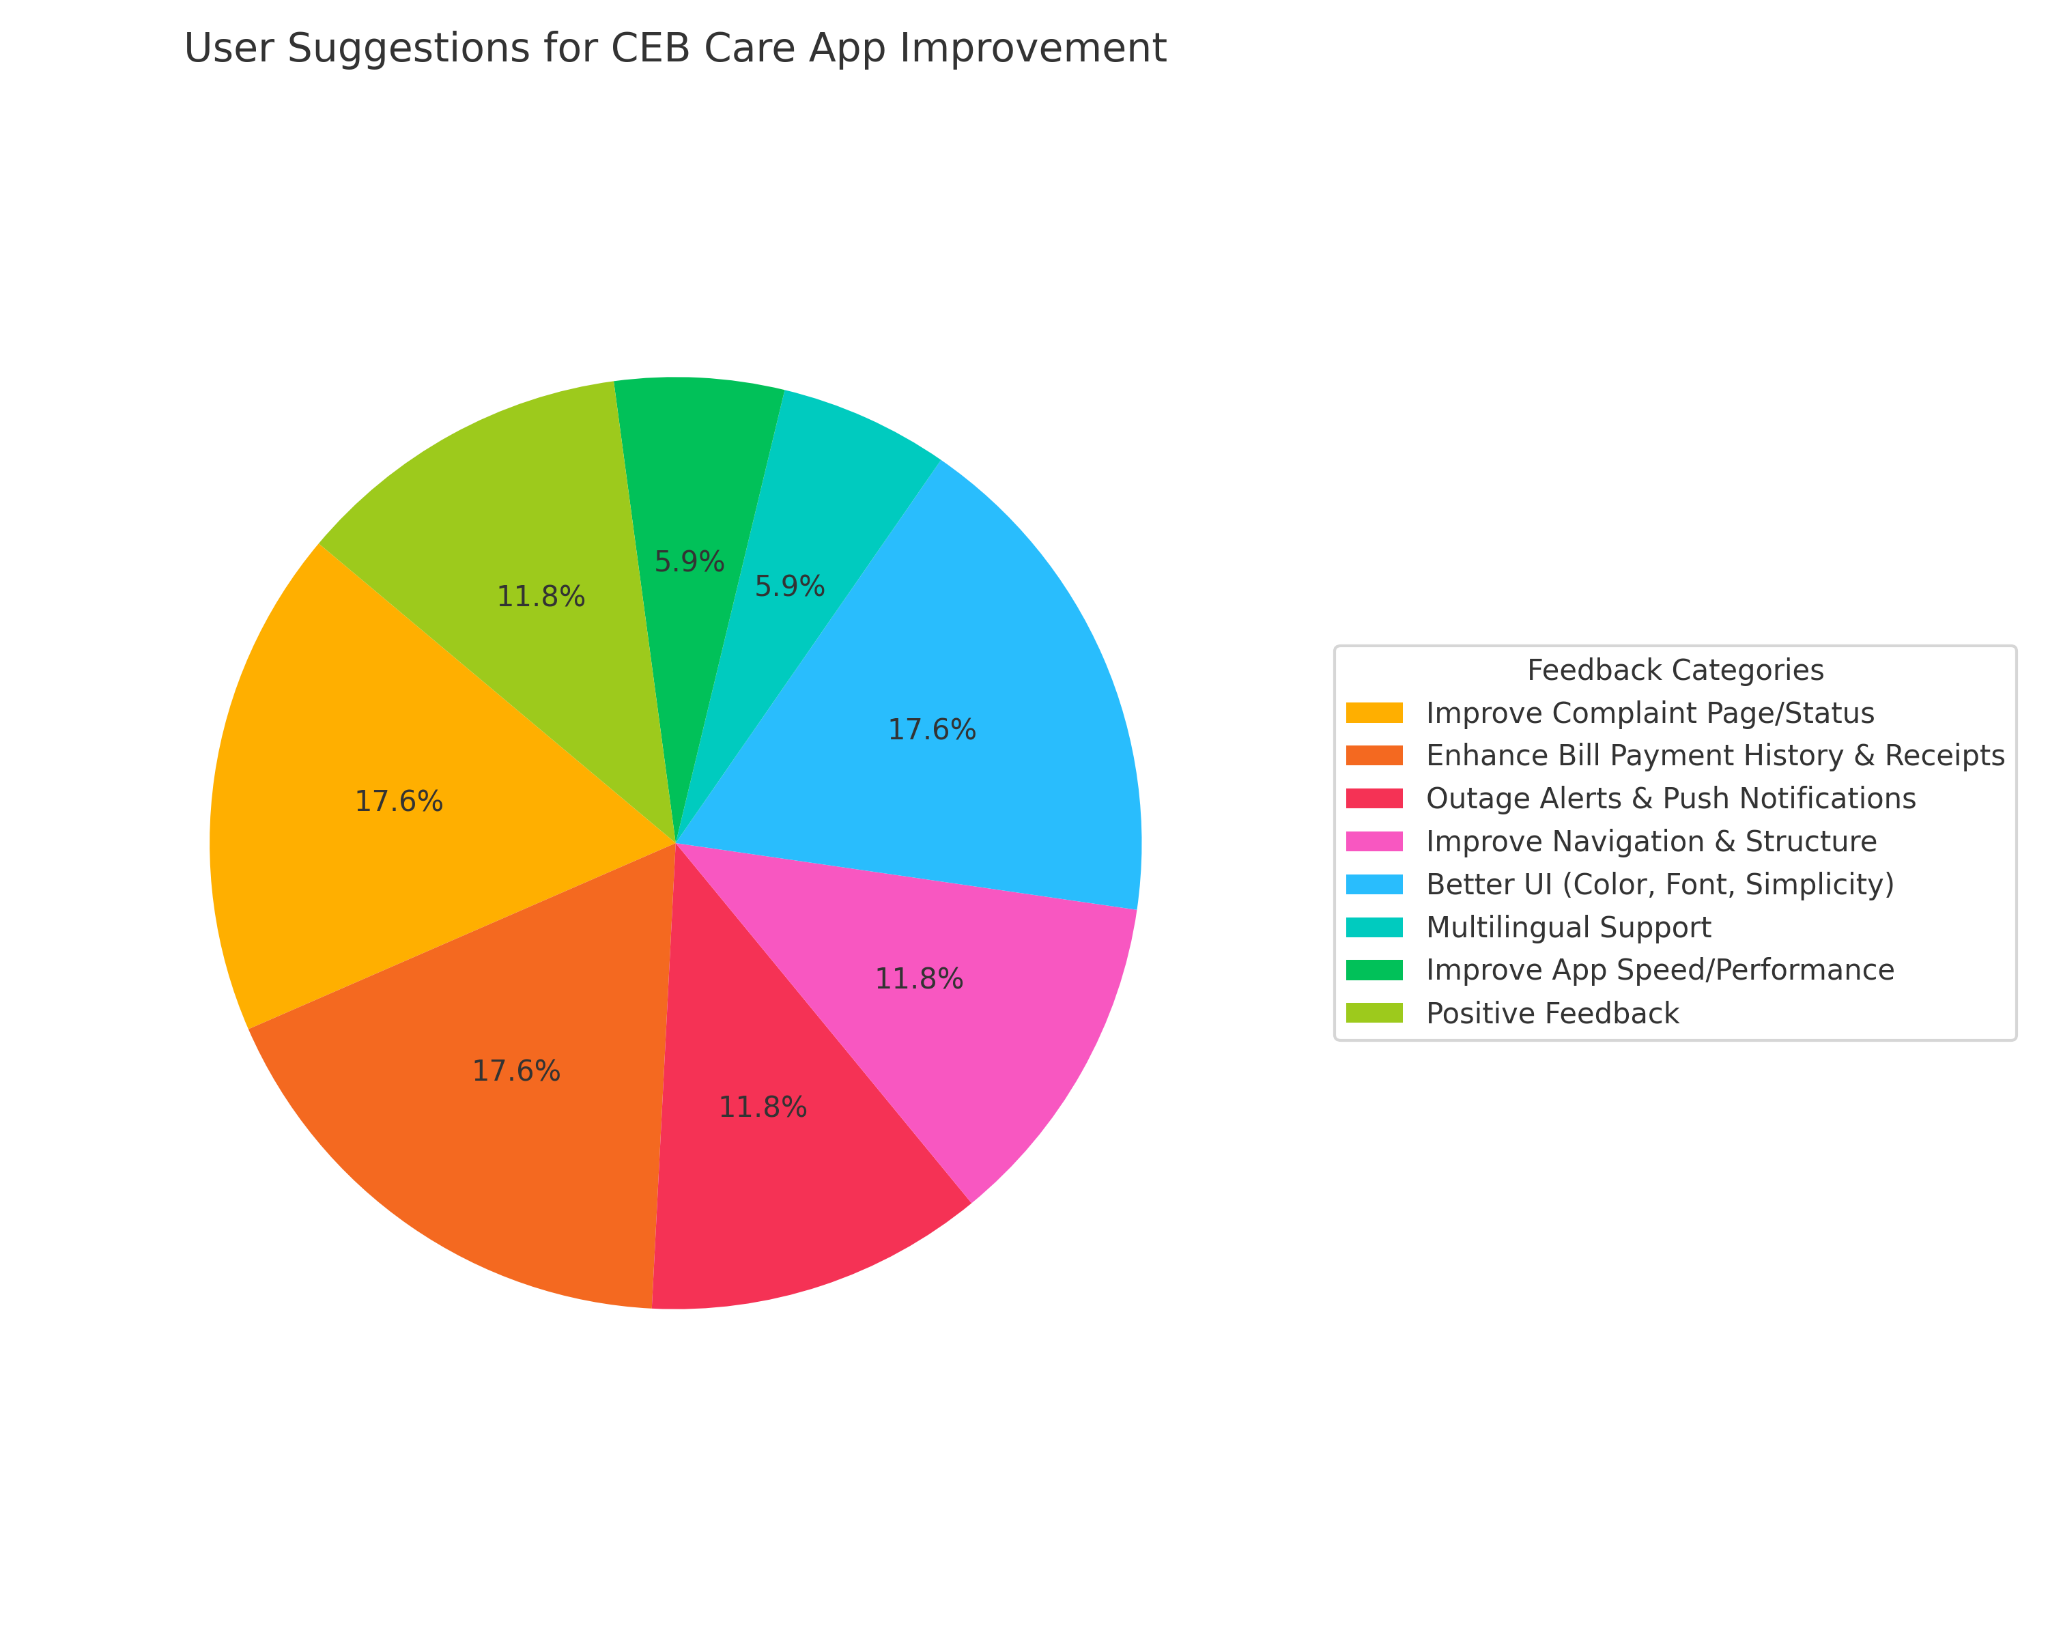 User Suggestions for CEB Care App Improvement
5.9%
5.9%
11.8%
17.6%
17.6%
11.8%
17.6%
11.8%
Feedback Categories
Improve Complaint Page/Status
Enhance Bill Payment History & Receipts
Outage Alerts & Push Notifications
Improve Navigation & Structure
Better UI (Color, Font, Simplicity)
Multilingual Support
Improve App Speed/Performance
Positive Feedback